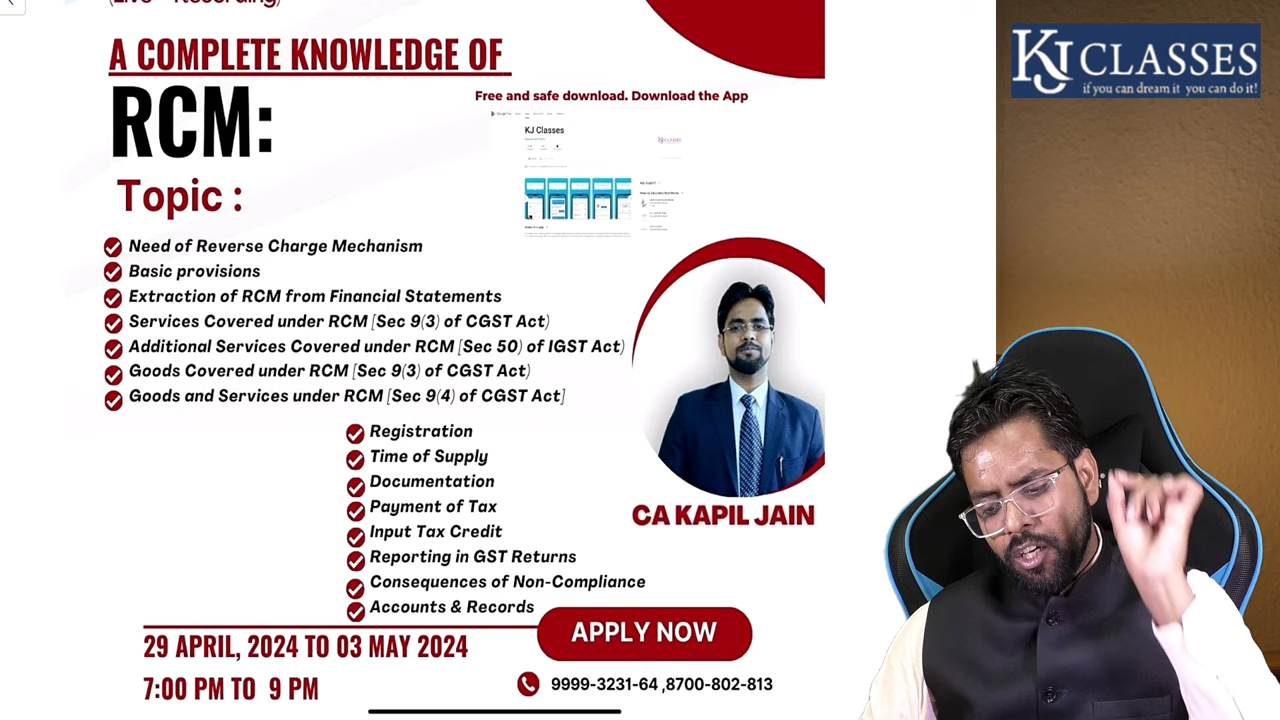 (Live + Recording)
A COMPLETE KNOWLEDGE OF
RCM:
Topic :
Free and safe download. Download the App
KJ Classes
Need of Reverse Charge Mechanism
Basic provisions
Extraction of RCM from Financial Statements
Services Covered under RCM [Sec 9(3) of CGST Act)
Additional Services Covered under RCM [Sec 50) of IGST Act)
Goods Covered under RCM [Sec 9(3) of CGST Act)
Goods and Services under RCM [Sec 9(4) of CGST Act]
Registration
Time of Supply
Documentation
Payment of Tax
Input Tax Credit
Reporting in GST Returns
Consequences of Non-Compliance
Accounts & Records
CA KAPIL JAIN
29 APRIL, 2024 TO 03 MAY 2024
7:00 PM TO 9 PM
APPLY NOW
9999-3231-64 ,8700-802-813
KJ CLASSES
if you can dream it you can do it!